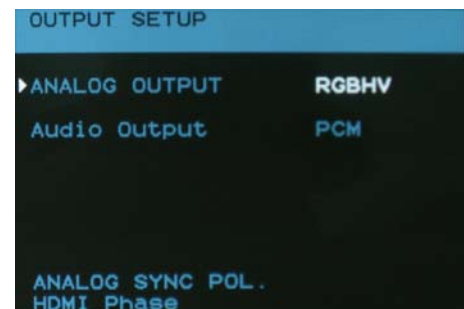 OUTPUT SETUP
ANALOG OUTPUT RGBHV
Audio Output PCM
ANALOG SYNC POL.
HDMI Phase